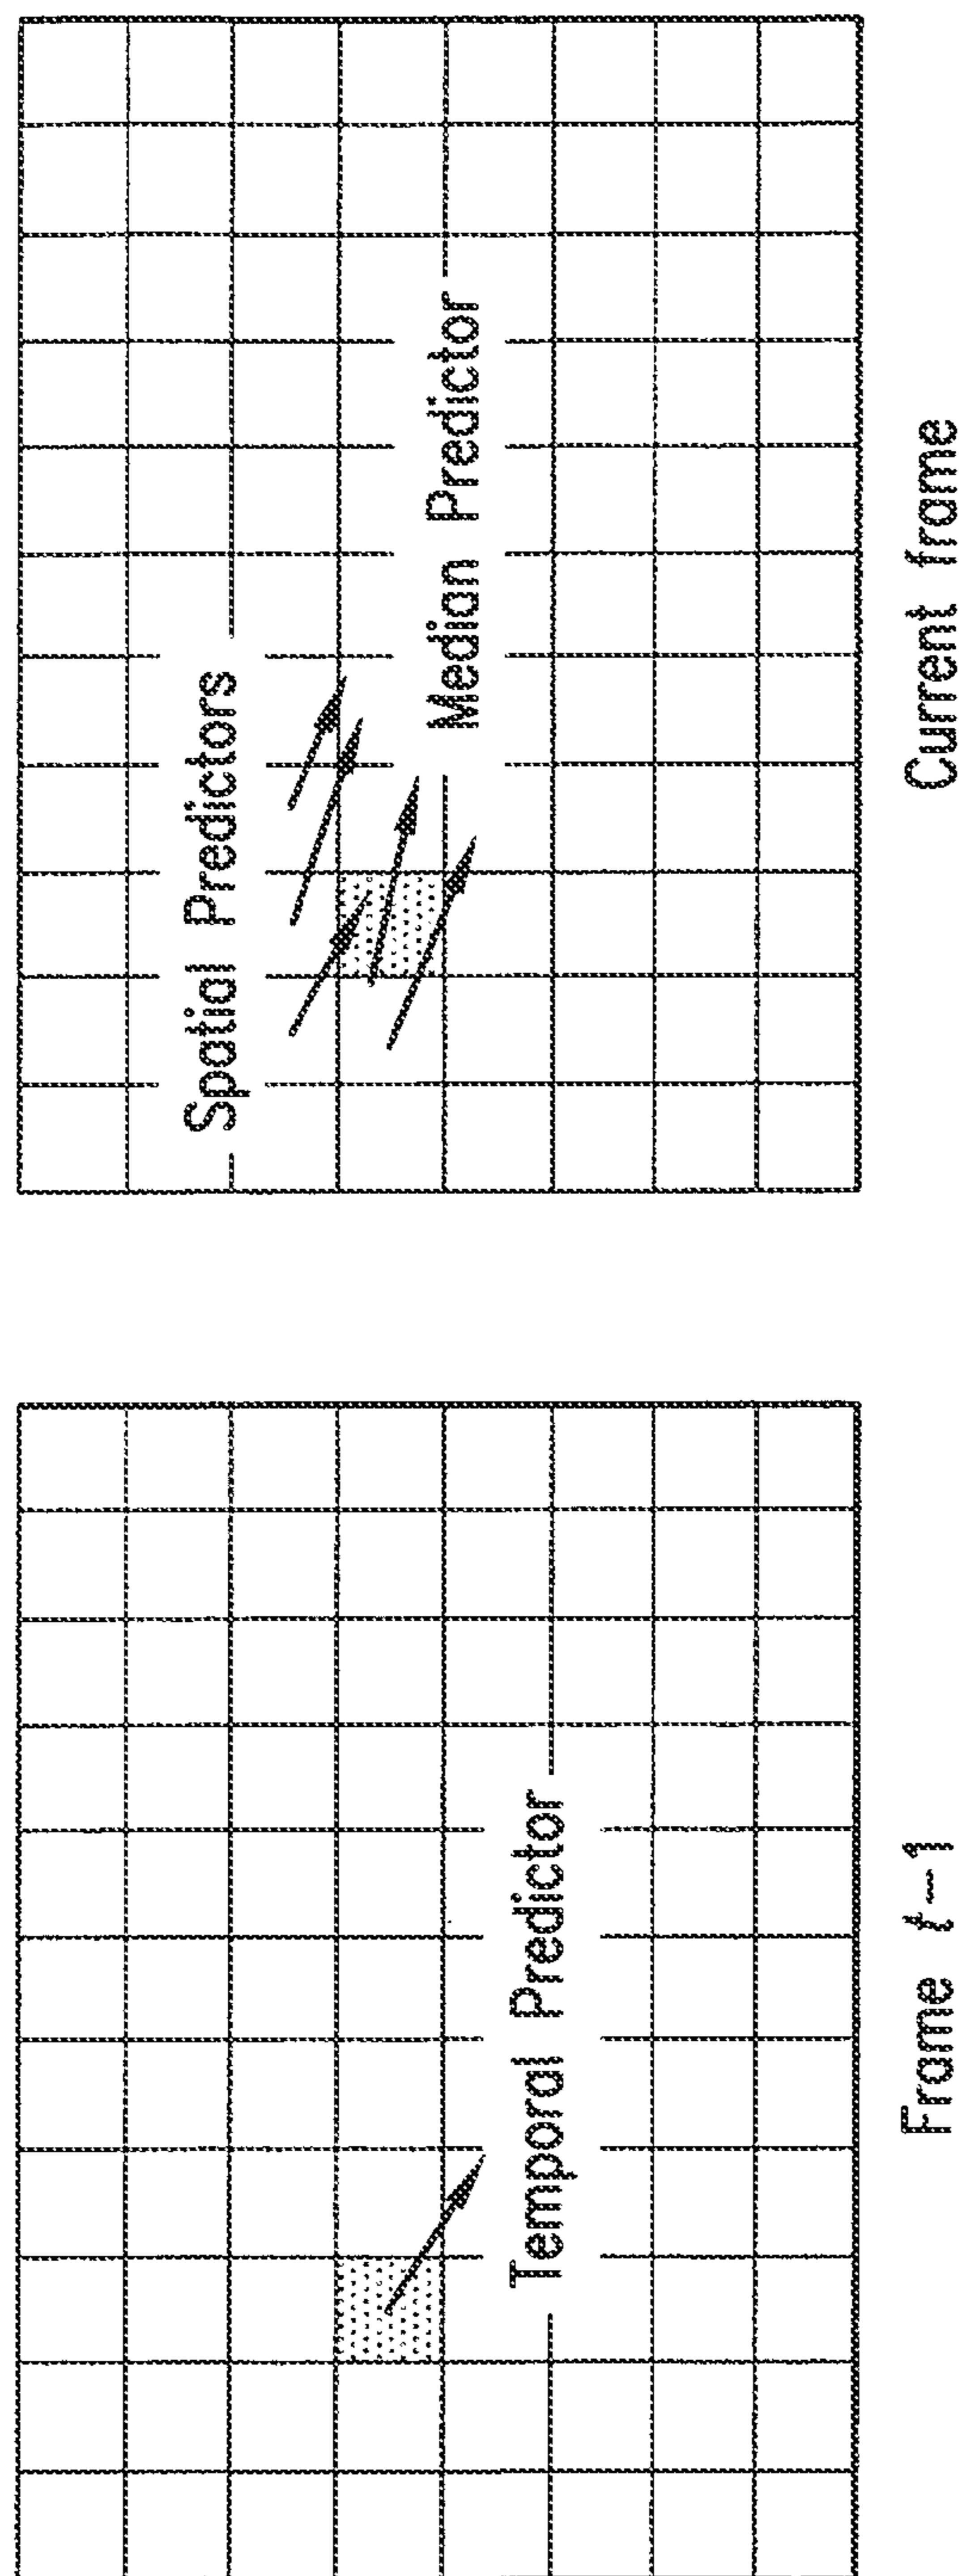 Temporal Predictor
Frame t-1
Spatial Predictors
Median Predictor
Current frame